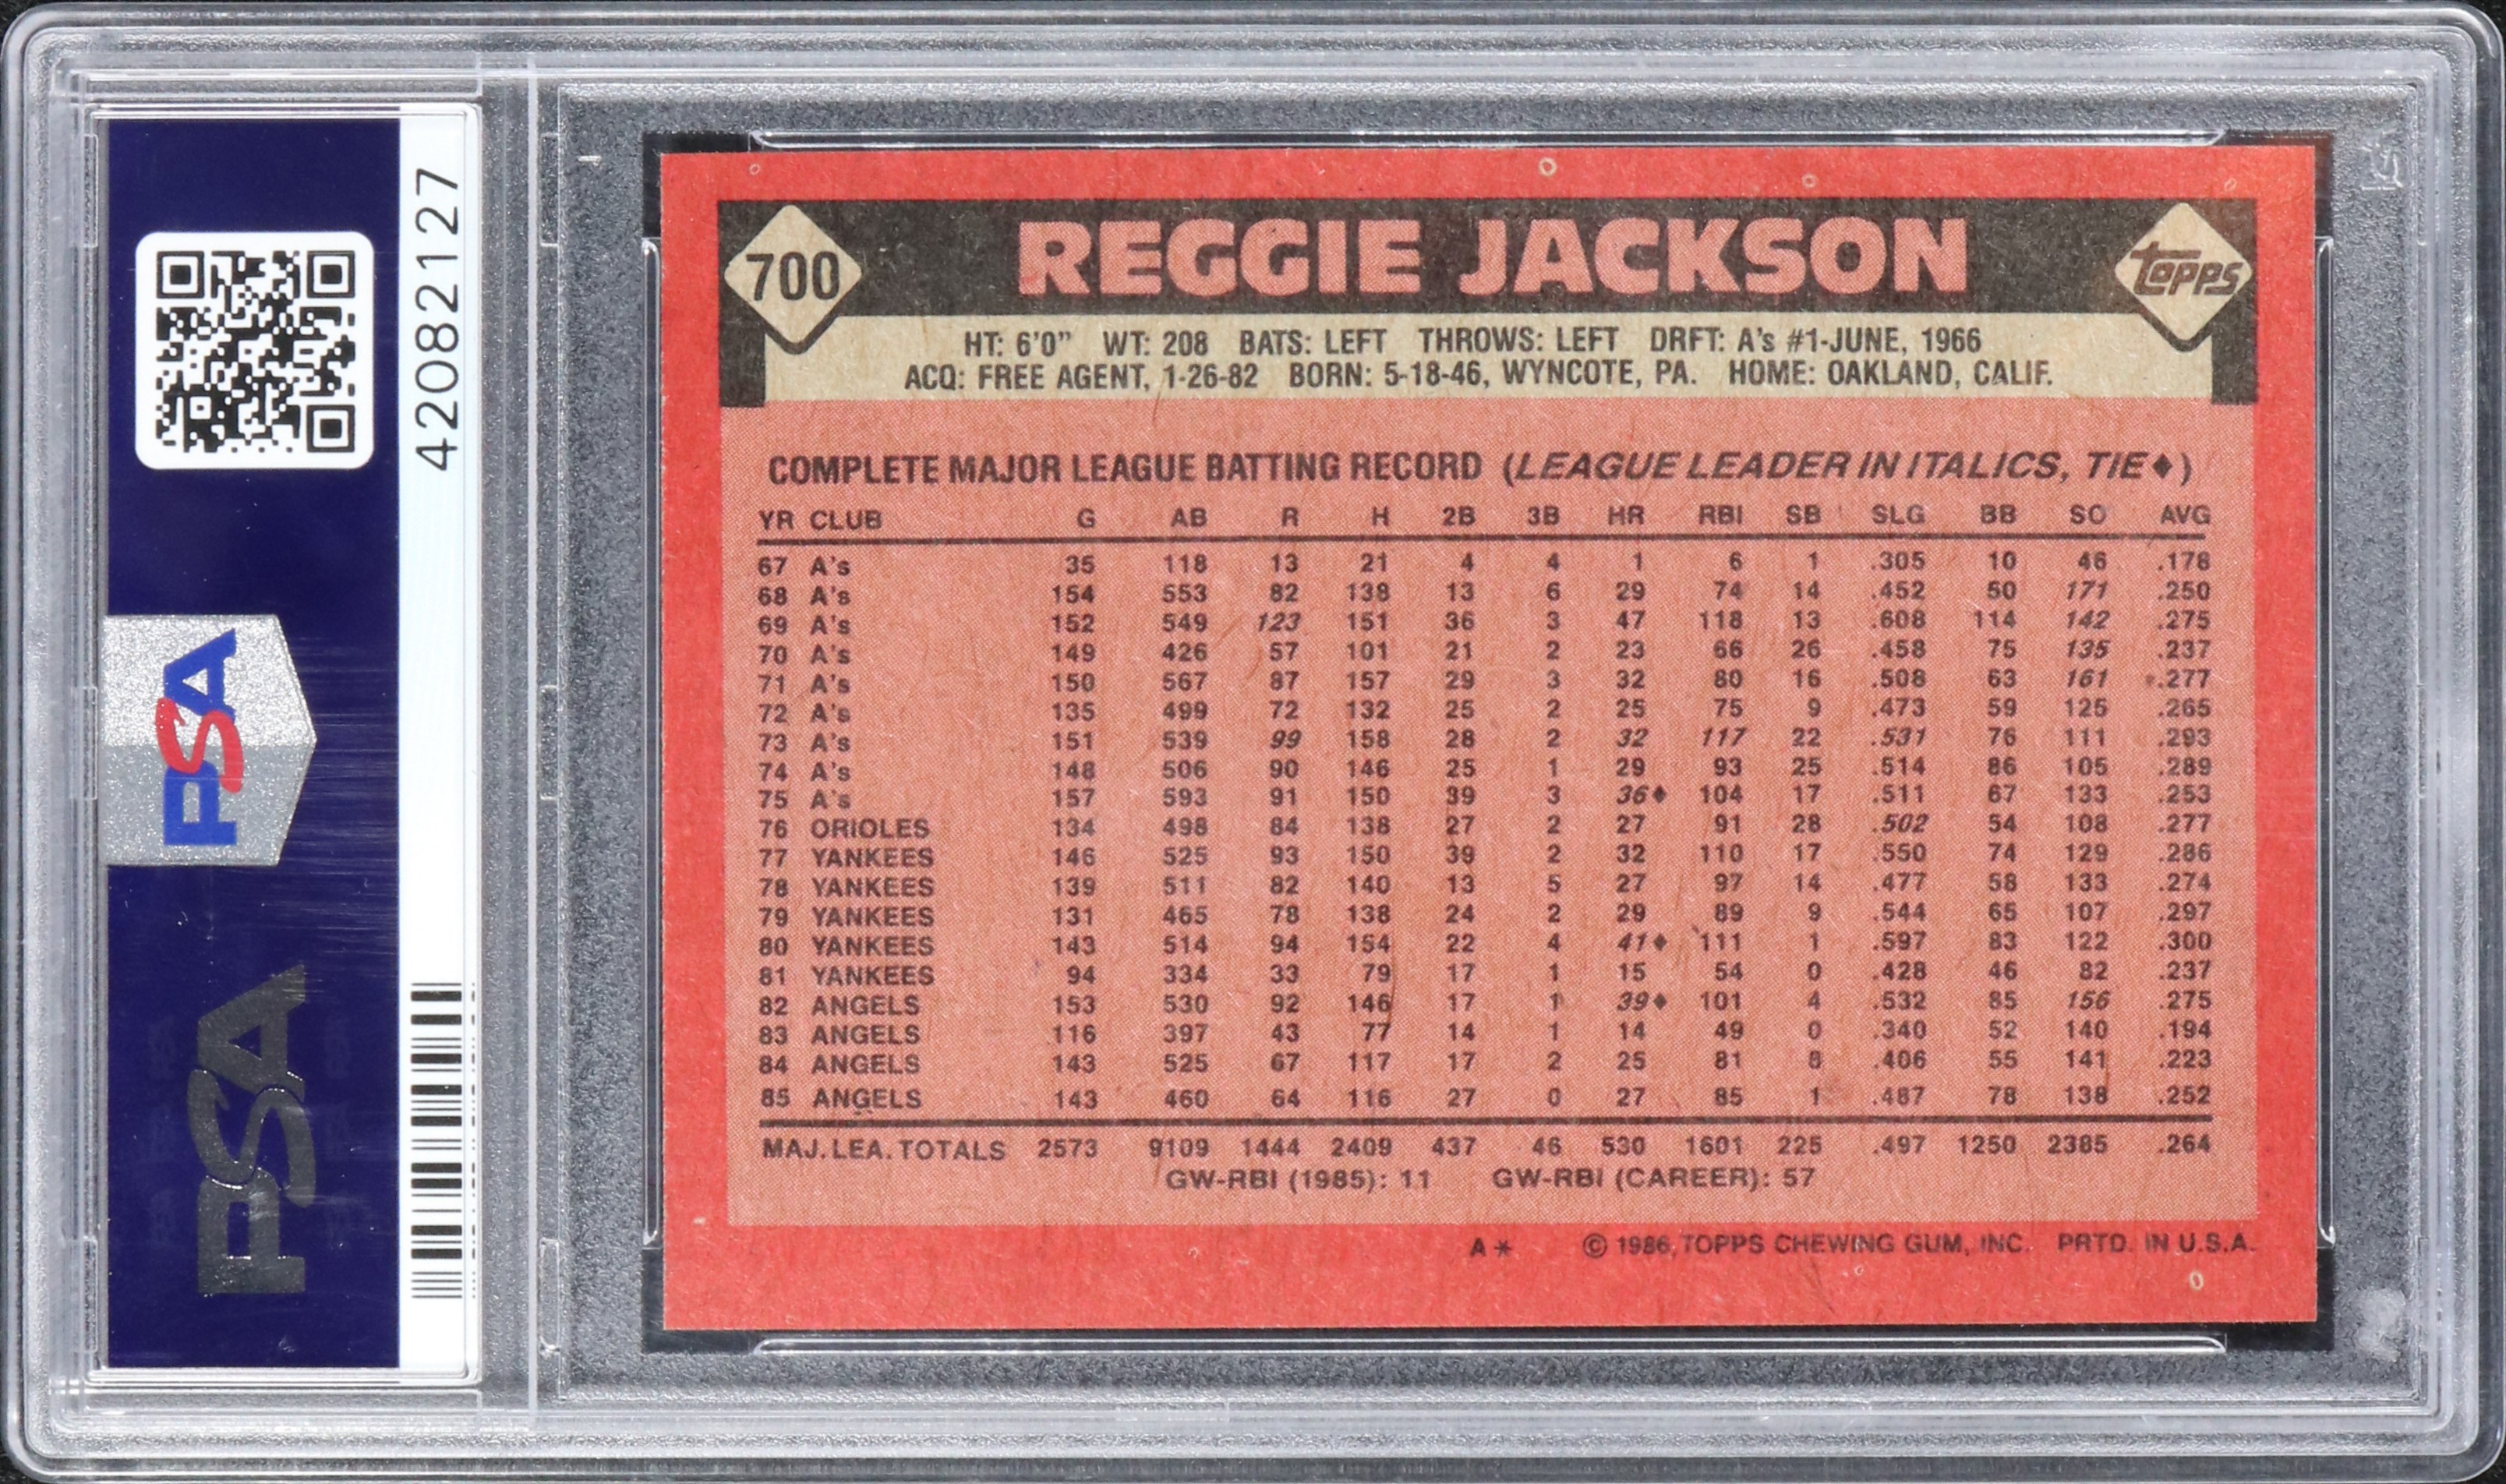 42082127
PSA
PSA
700
REGGIE JACKSON
topps
HT: 6'0" WT: 208 BATS: LEFT THROWS: LEFT DRFT: A's #1-JUNE, 1966
ACQ: FREE AGENT, 1-26-82 BORN: 5-18-46, WYNCOTE, PA. HOME: OAKLAND, CALIF.
COMPLETE MAJOR LEAGUE BATTING RECORD (LEAGUE LEADER IN ITALICS, TIE♦)
YR CLUB G AB R H 2B 3B HR RBI SB SLG BB SO AVG
67 A's 35 118 13 21 4 4 1 6 1 .305 10 46 .178
68 A's 154 553 82 138 13 6 29 74 14 .452 50 171 .250
69 A's 152 549 123 151 36 3 47 118 13 .608 114 142 .275
70 A's 149 426 57 101 21 2 23 66 26 .458 75 135 .237
71 A's 150 567 87 157 29 3 32 80 16 .508 63 161 .277
72 A's 135 499 72 132 25 2 25 75 9 .473 59 125 .265
73 A's 151 539 99 158 28 2 32 117 22 .531 76 111 .293
74 A's 148 506 90 146 25 1 29 93 25 .514 86 105 .289
75 A's 157 593 91 150 39 3 36♦ 104 17 .511 67 133 .253
76 ORIOLES 134 498 84 138 27 2 27 91 28 .502 54 108 .277
77 YANKEES 146 525 93 150 39 2 32 110 17 .550 74 129 .286
78 YANKEES 139 511 82 140 13 5 27 97 14 .477 58 133 .274
79 YANKEES 131 465 78 138 24 2 29 89 9 .544 65 107 .297
80 YANKEES 143 514 94 154 22 4 41♦ 111 1 .597 83 122 .300
81 YANKEES 94 334 33 79 17 1 15 54 0 .428 46 82 .237
82 ANGELS 153 530 92 146 17 1 39♦ 101 4 .532 85 156 .275
83 ANGELS 116 397 43 77 14 1 14 49 0 .340 52 140 .194
84 ANGELS 143 525 67 117 17 2 25 81 8 .406 55 141 .223
85 ANGELS 143 460 64 116 27 0 27 85 1 .487 78 138 .252
MAJ. LEA. TOTALS 2573 9109 1444 2409 437 46 530 1601 225 .497 1250 2385 .264
GW-RBI (1985): 11 GW-RBI (CAREER): 57
A* © 1986 TOPPS CHEWING GUM, INC. PRTD. IN U.S.A.